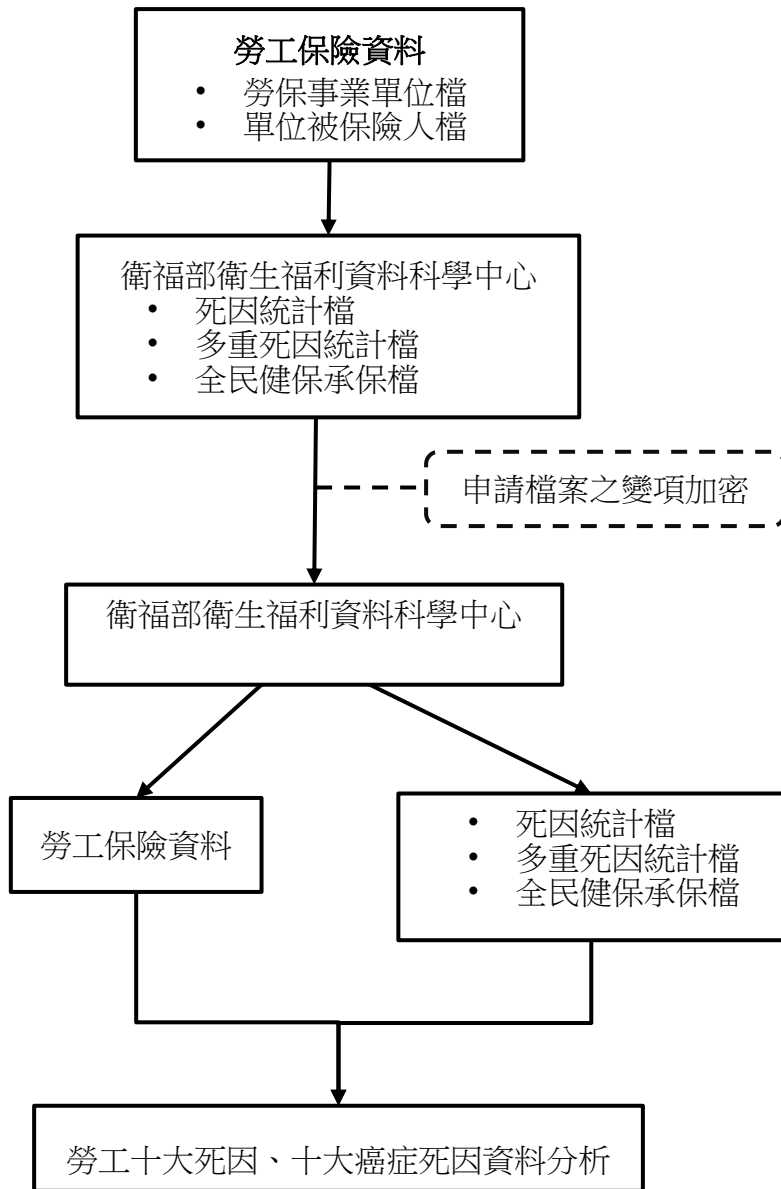 勞工保險資料
• 勞保事業單位檔
• 單位被保險人檔
衛福部衛生福利資料科學中心
• 死因統計檔
• 多重死因統計檔
• 全民健保承保檔
申請檔案之變項加密
衛福部衛生福利資料科學中心
勞工保險資料
• 死因統計檔
• 多重死因統計檔
• 全民健保承保檔
勞工十大死因、十大癌症死因資料分析